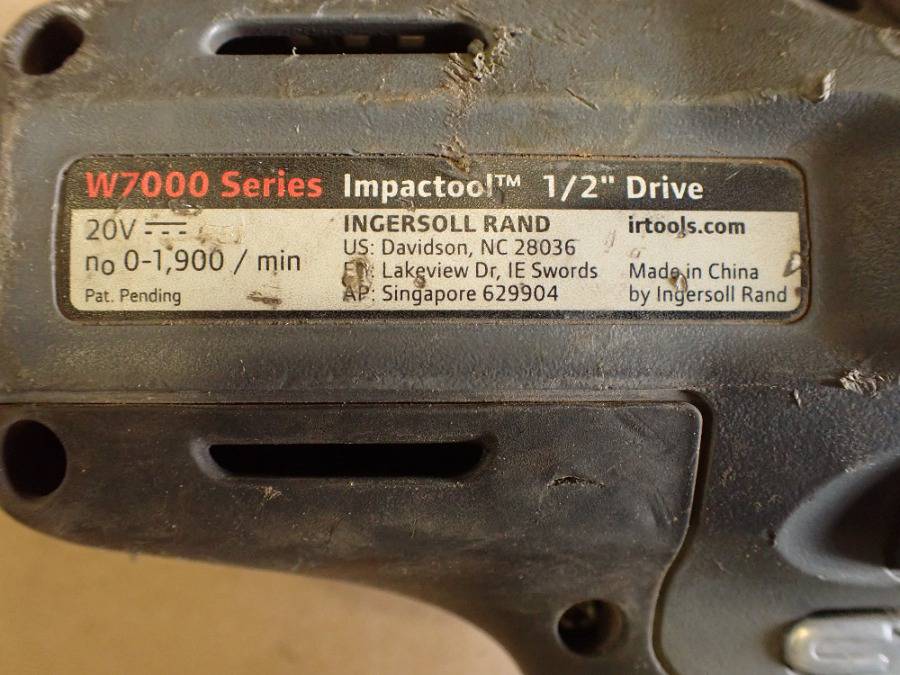 W7000 Series Impactool™ 1/2" Drive
20V
n₀ 0-1,900 / min
Pat. Pending
INGERSOLL RAND
US: Davidson, NC 28036
Lakeview Dr, IE Swords
AP: Singapore 629904
irtools.com
Made in China
by Ingersoll Rand